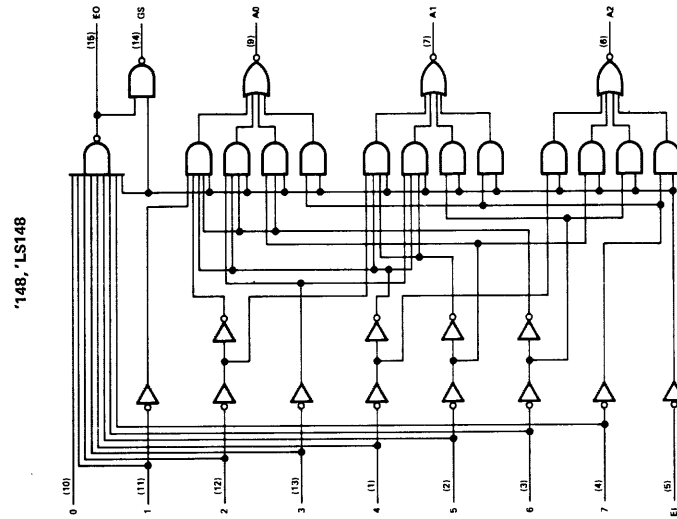 '148, 'LS148
(15) EO
(14) GS
(9) A0
(7) A1
(6) A2
0 (10)
1 (11)
2 (12)
3 (13)
4 (1)
5 (2)
6 (3)
7 (4)
EI (5)